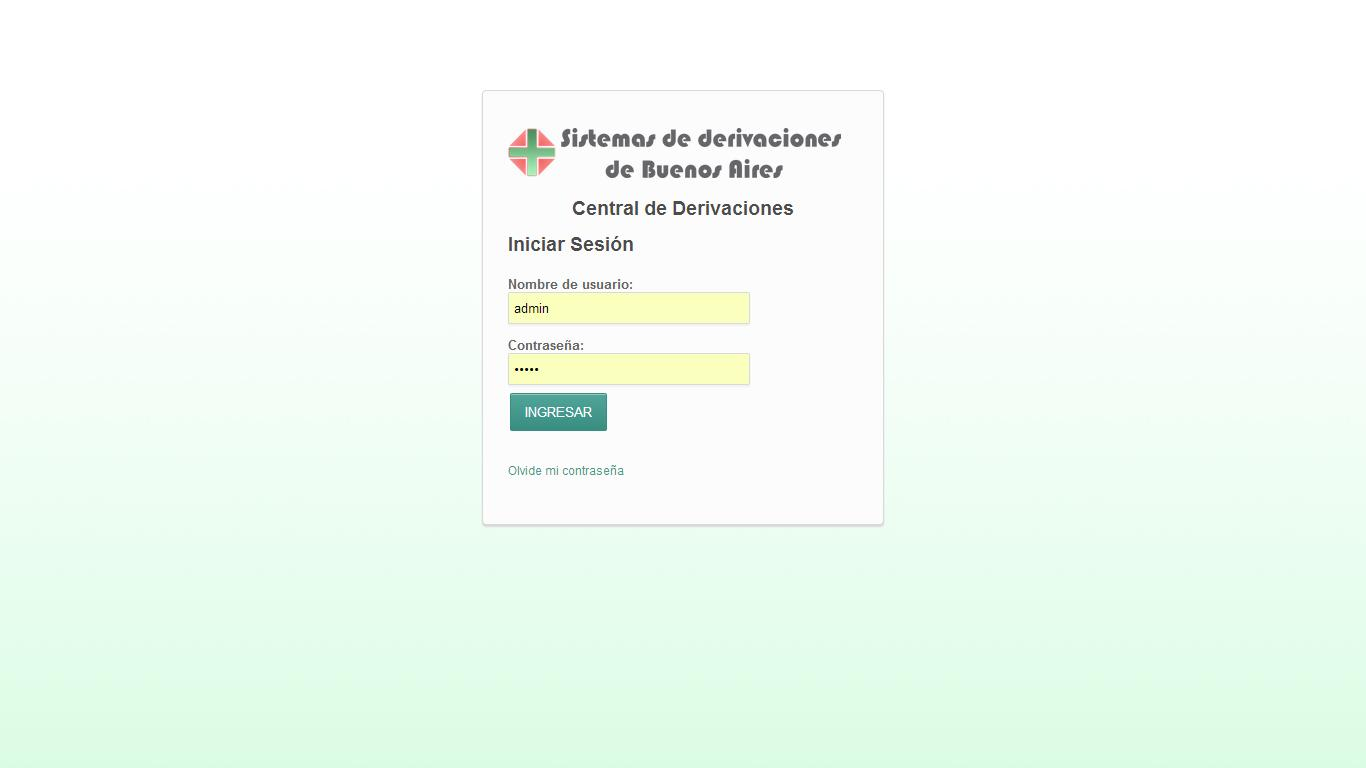 Sistemas de derivaciones
de Buenos Aires
Central de Derivaciones
Iniciar Sesión
Nombre de usuario:
admin
Contraseña:
•••••
INGRESAR
Olvide mi contraseña